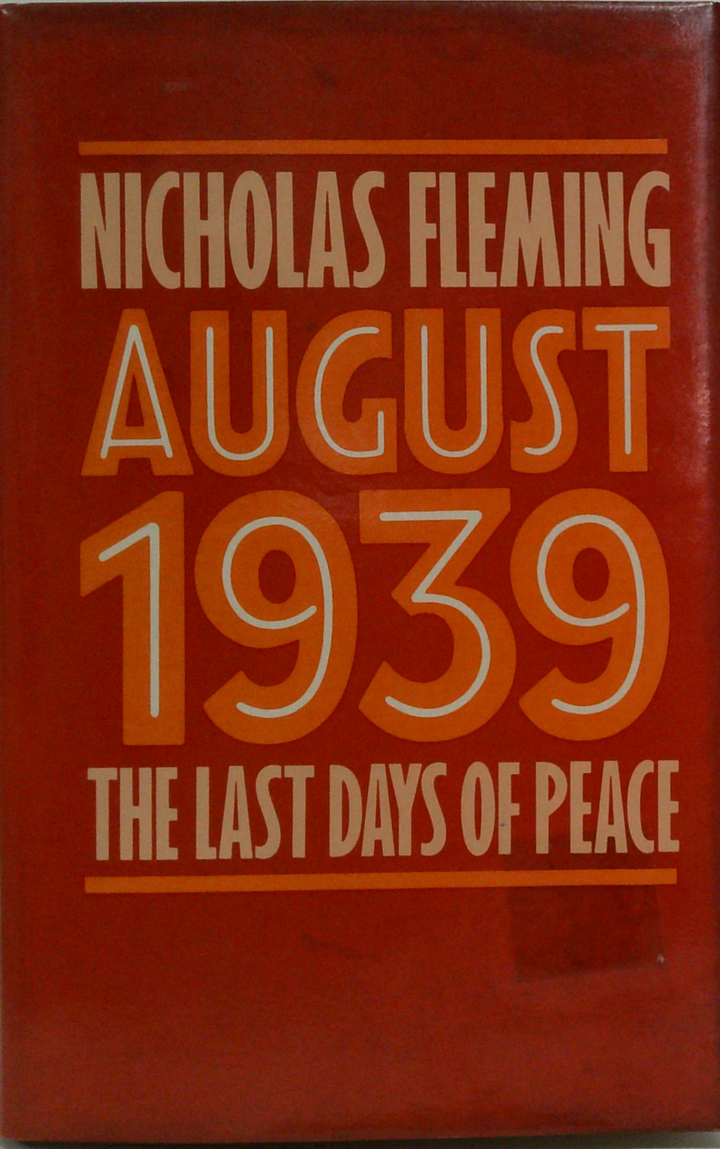 NICHOLAS FLEMING
AUGUST
1939
THE LAST DAYS OF PEACE